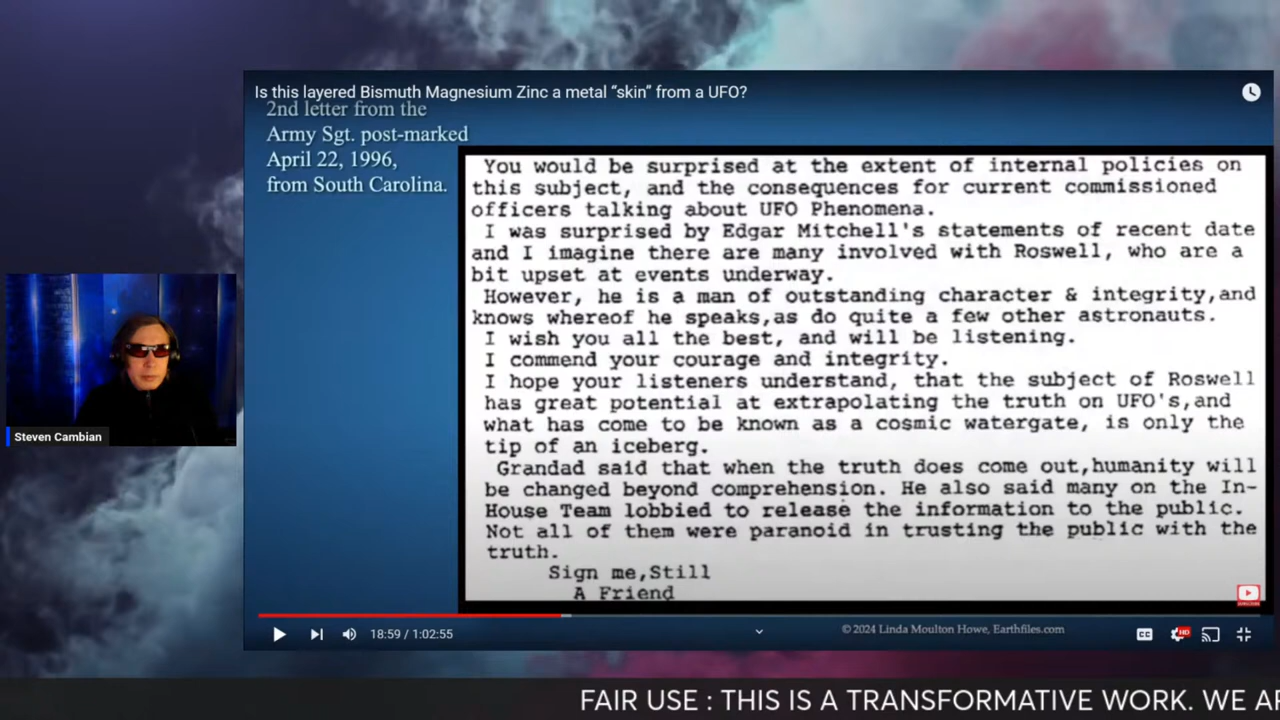 Is this layered Bismuth Magnesium Zinc a metal “skin” from a UFO?
2nd letter from the
Army Sgt. post-marked
April 22, 1996,
from South Carolina.
You would be surprised at the extent of internal policies on
this subject, and the consequences for current commissioned
officers talking about UFO Phenomena.
I was surprised by Edgar Mitchell's statements of recent date
and I imagine there are many involved with Roswell, who are a
bit upset at events underway.
However, he is a man of outstanding character & integrity,and
knows whereof he speaks,as do quite a few other astronauts.
I wish you all the best, and will be listening.
I commend your courage and integrity.
I hope your listeners understand, that the subject of Roswell
has great potential at extrapolating the truth on UFO's,and
what has come to be known as a cosmic watergate, is only the
tip of an iceberg.
Grandad said that when the truth does come out,humanity will
be changed beyond comprehension. He also said many on the In-
House Team lobbied to release the information to the public.
Not all of them were paranoid in trusting the public with the
truth.
Sign me,Still
A Friend
Steven Cambian
18:59 / 1:02:55
© 2024 Linda Moulton Howe, Earthfiles.com
CC
HD
FAIR USE : THIS IS A TRANSFORMATIVE WORK. WE AR